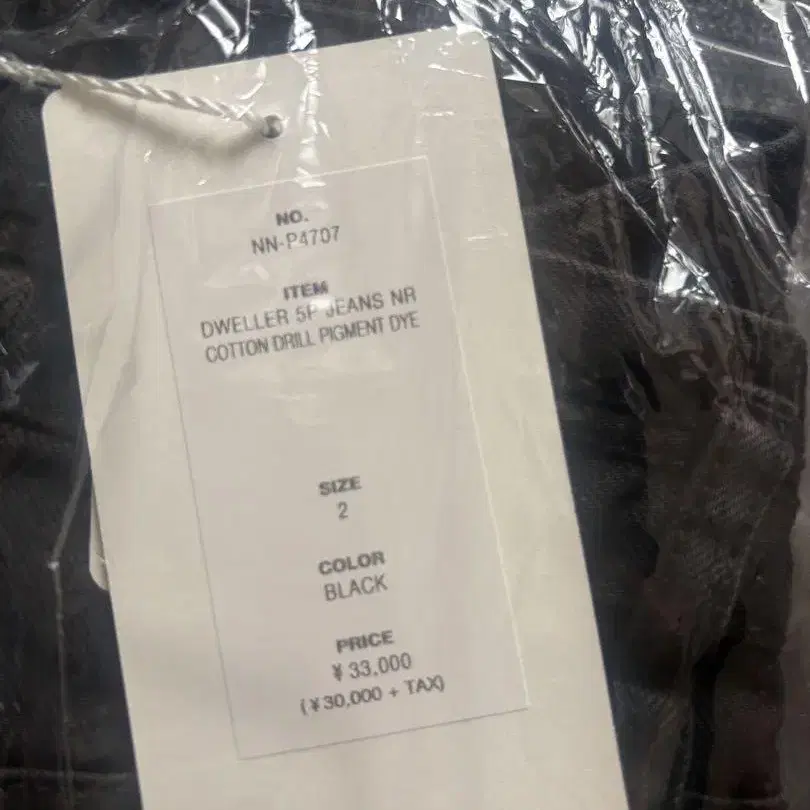 NO.
NN-P4707
ITEM
DWELLER 5P JEANS NR
COTTON DRILL PIGMENT DYE
SIZE
2
COLOR
BLACK
PRICE
¥33,000
(¥30,000 + TAX)